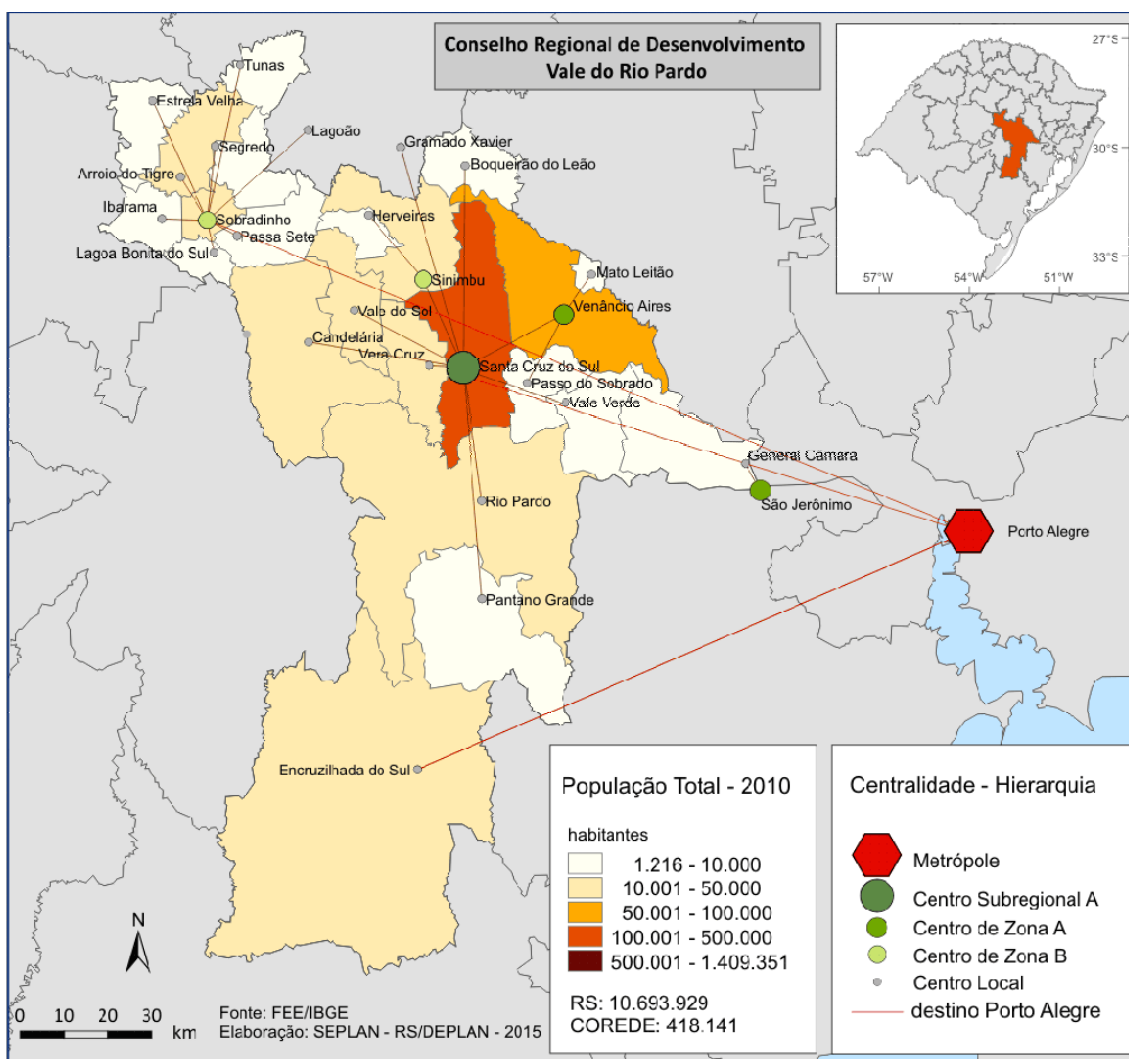 Conselho Regional de Desenvolvimento
Vale do Rio Pardo
27°S
30°S
33°S
57°W
54°W
51°W
Tunas
Estrela Velha
Lagoão
Segredo
Gramado Xavier
Boqueirão do Leão
Arroio do Tigre
Ibarama
Sobradinho
Passa Sete
Lagoa Bonita do Sul
Herveiras
Sinimbu
Mato Leitão
Venâncio Aires
Vale do Sol
Candelária
Vera Cruz
Santa Cruz do Sul
Passo do Sobrado
Vale Verde
General Câmara
São Jerônimo
Rio Pardo
Porto Alegre
Pantano Grande
Encruzilhada do Sul
População Total - 2010
habitantes
1.216 - 10.000
10.001 - 50.000
50.001 - 100.000
100.001 - 500.000
500.001 - 1.409.351
RS: 10.693.929
COREDE: 418.141
Centralidade - Hierarquia
Metrópole
Centro Subregional A
Centro de Zona A
Centro de Zona B
Centro Local
destino Porto Alegre
N
0 10 20 30
km
Fonte: FEE/IBGE
Elaboração: SEPLAN - RS/DEPLAN - 2015